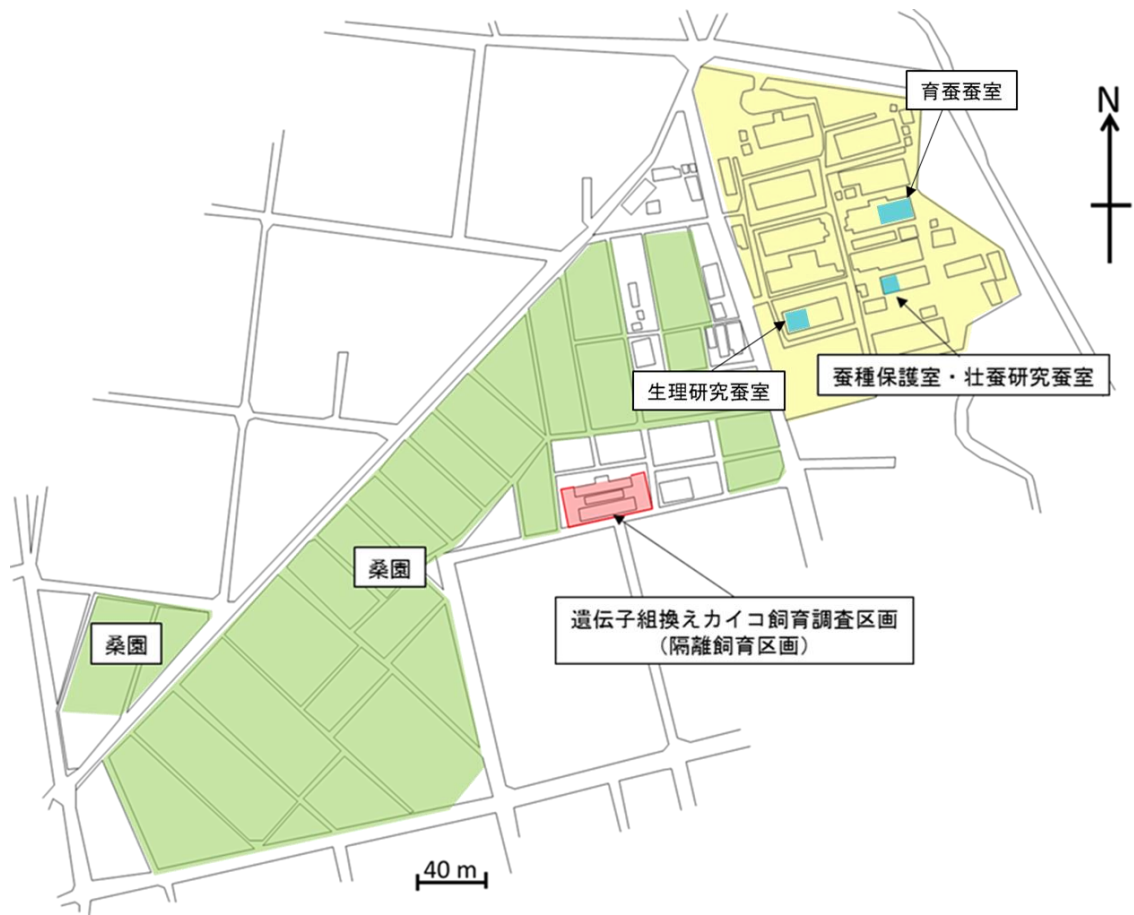 育蚕蚕室
N
生理研究蚕室
蚕種保護室・壮蚕研究蚕室
桑園
遺伝子組換えカイコ飼育調査区画
（隔離飼育区画）
桑園
40 m